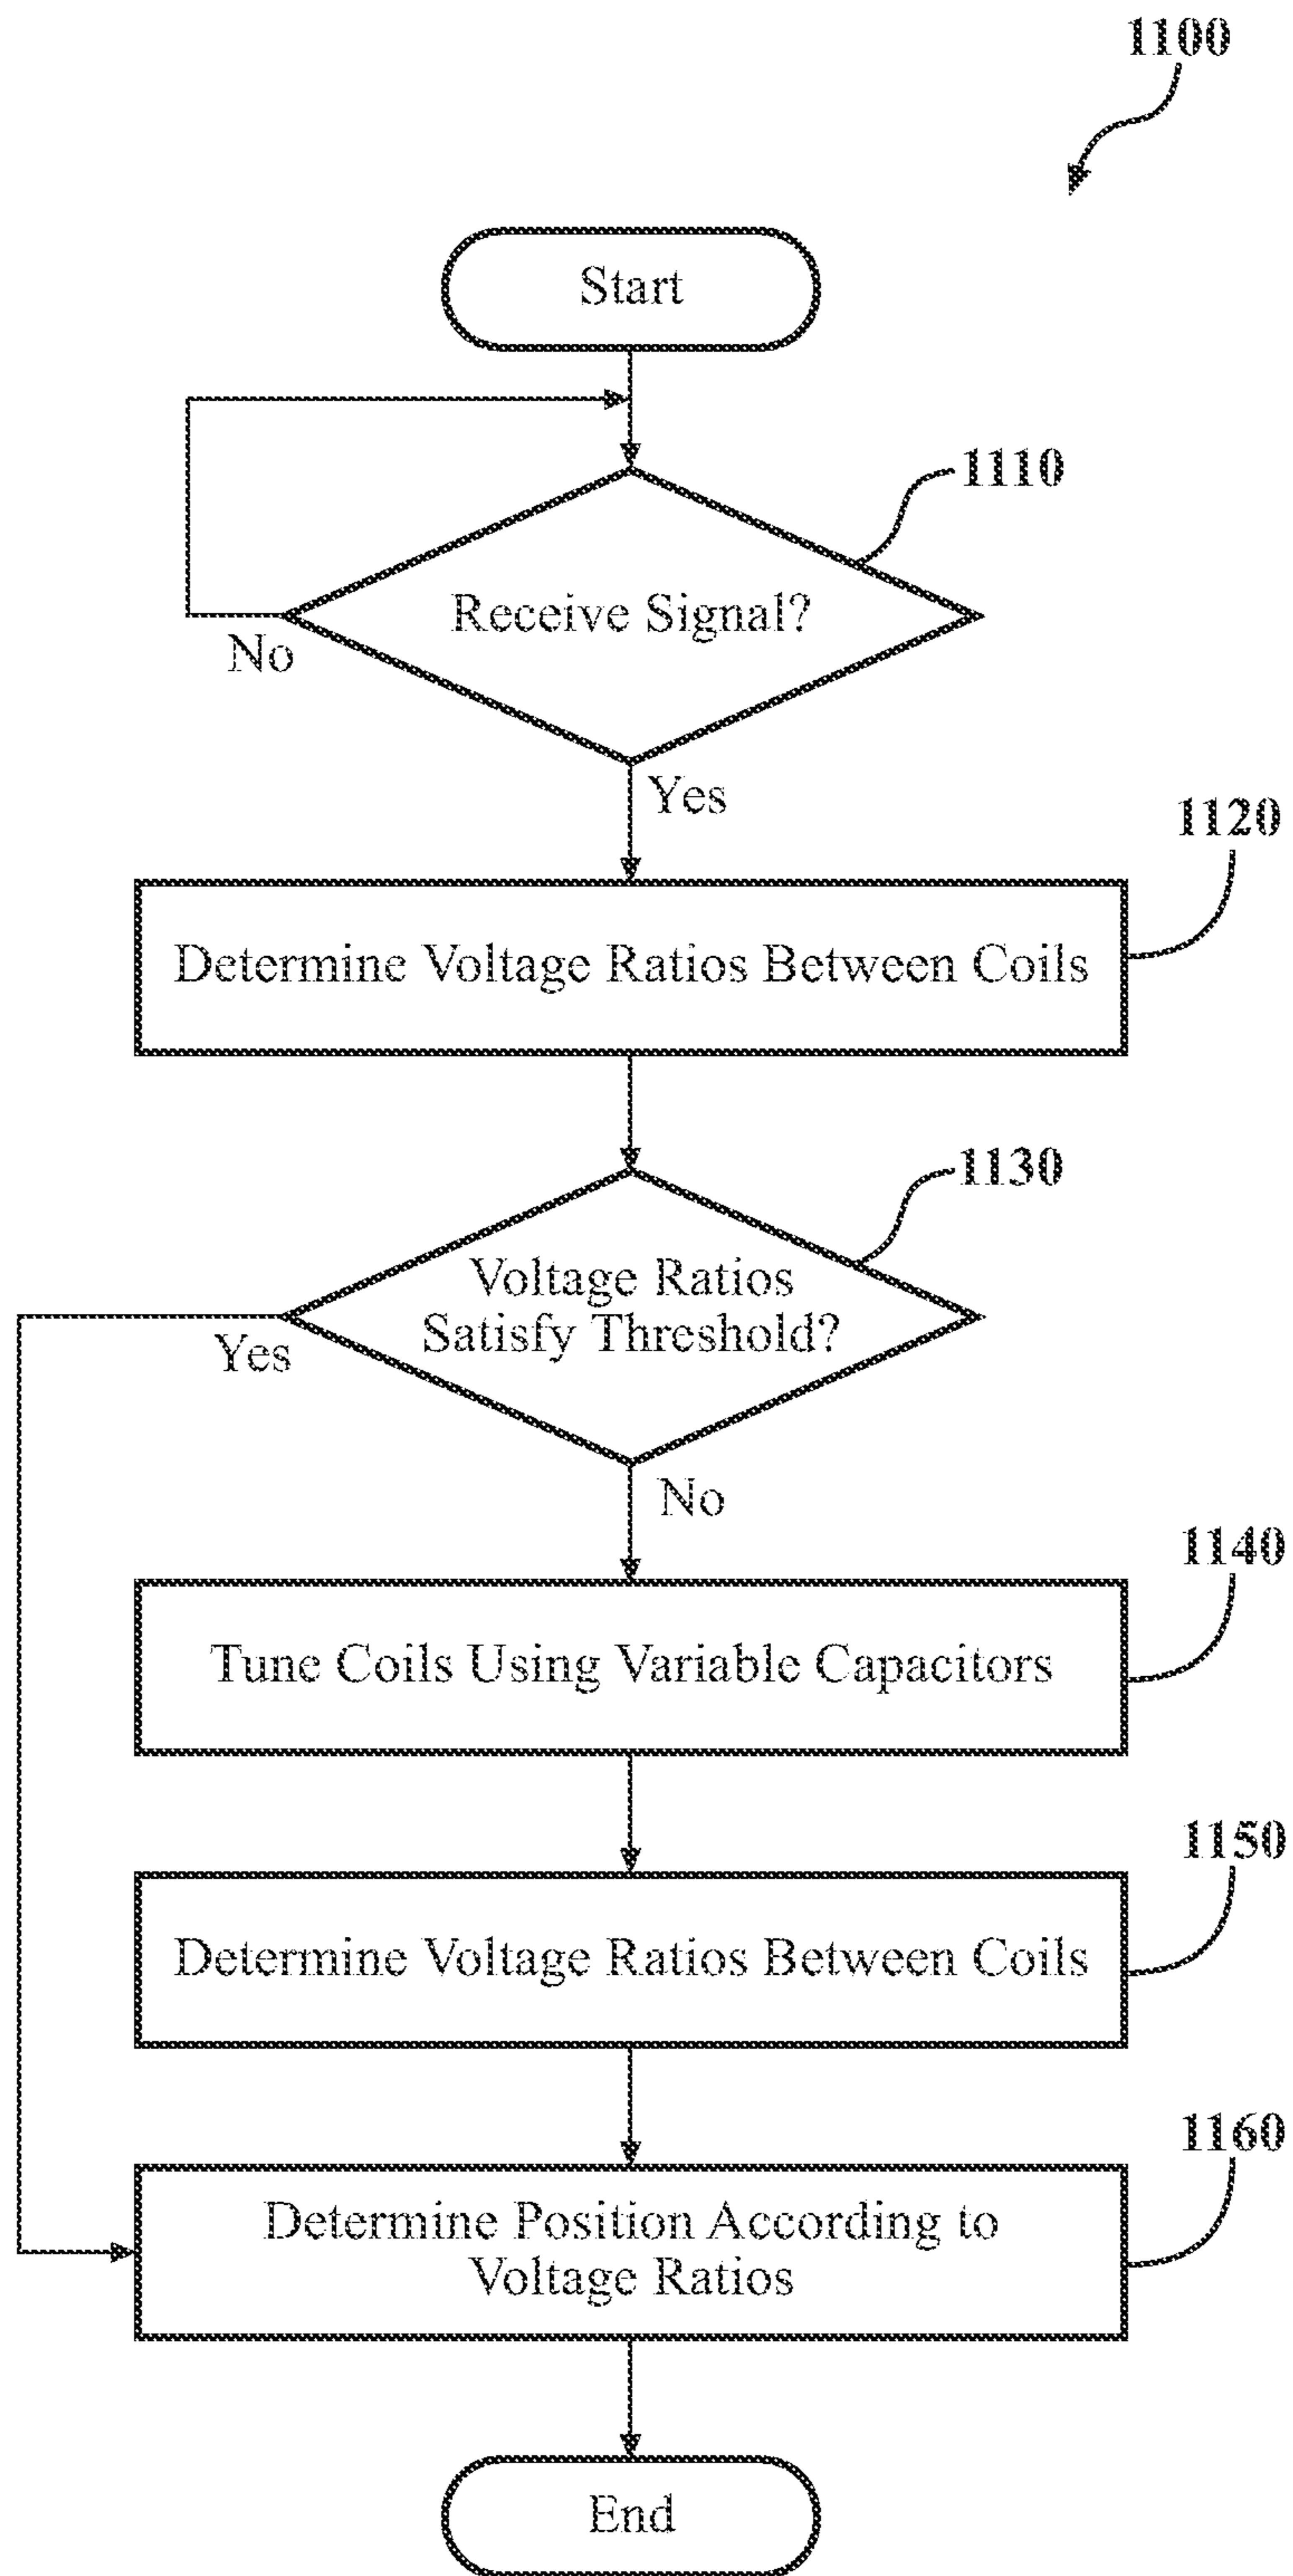 1100
Start
1110
Receive Signal?
No
Yes
1120
Determine Voltage Ratios Between Coils
1130
Voltage Ratios
Satisfy Threshold?
Yes
No
1140
Tune Coils Using Variable Capacitors
1150
Determine Voltage Ratios Between Coils
1160
Determine Position According to
Voltage Ratios
End